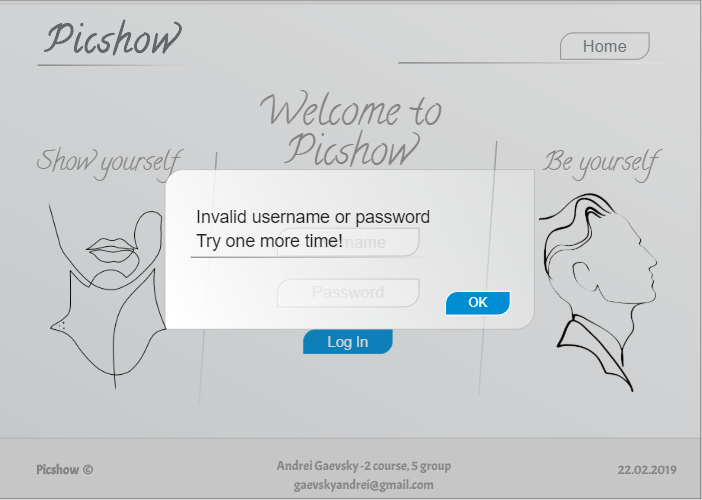 Picshow
Home
Welcome to
Picshow
Show yourself
Be yourself
Invalid username or password
Try one more time!
Username
Password
OK
Log In
Picshow ©
Andrei Gaevsky -2 course, 5 group
gaevskyandrei@gmail.com
22.02.2019